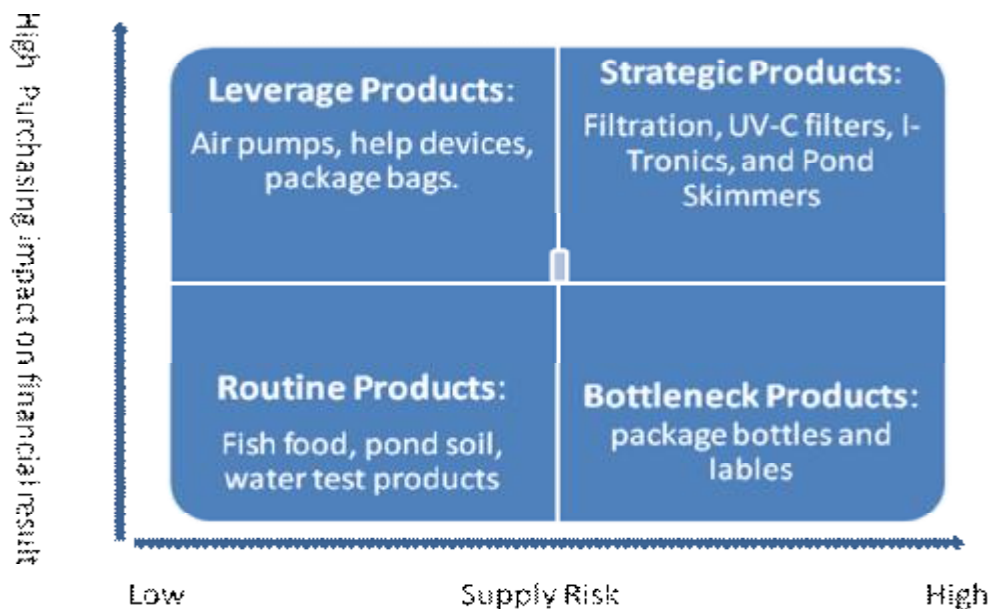 High Purchasing impact on financial result
Leverage Products:
Air pumps, help devices,
package bags.
Strategic Products:
Filtration, UV-C filters, I-
Tronics, and Pond
Skimmers
Routine Products:
Fish food, pond soil,
water test products
Bottleneck Products:
package bottles and
lables
Low
Supply Risk
High